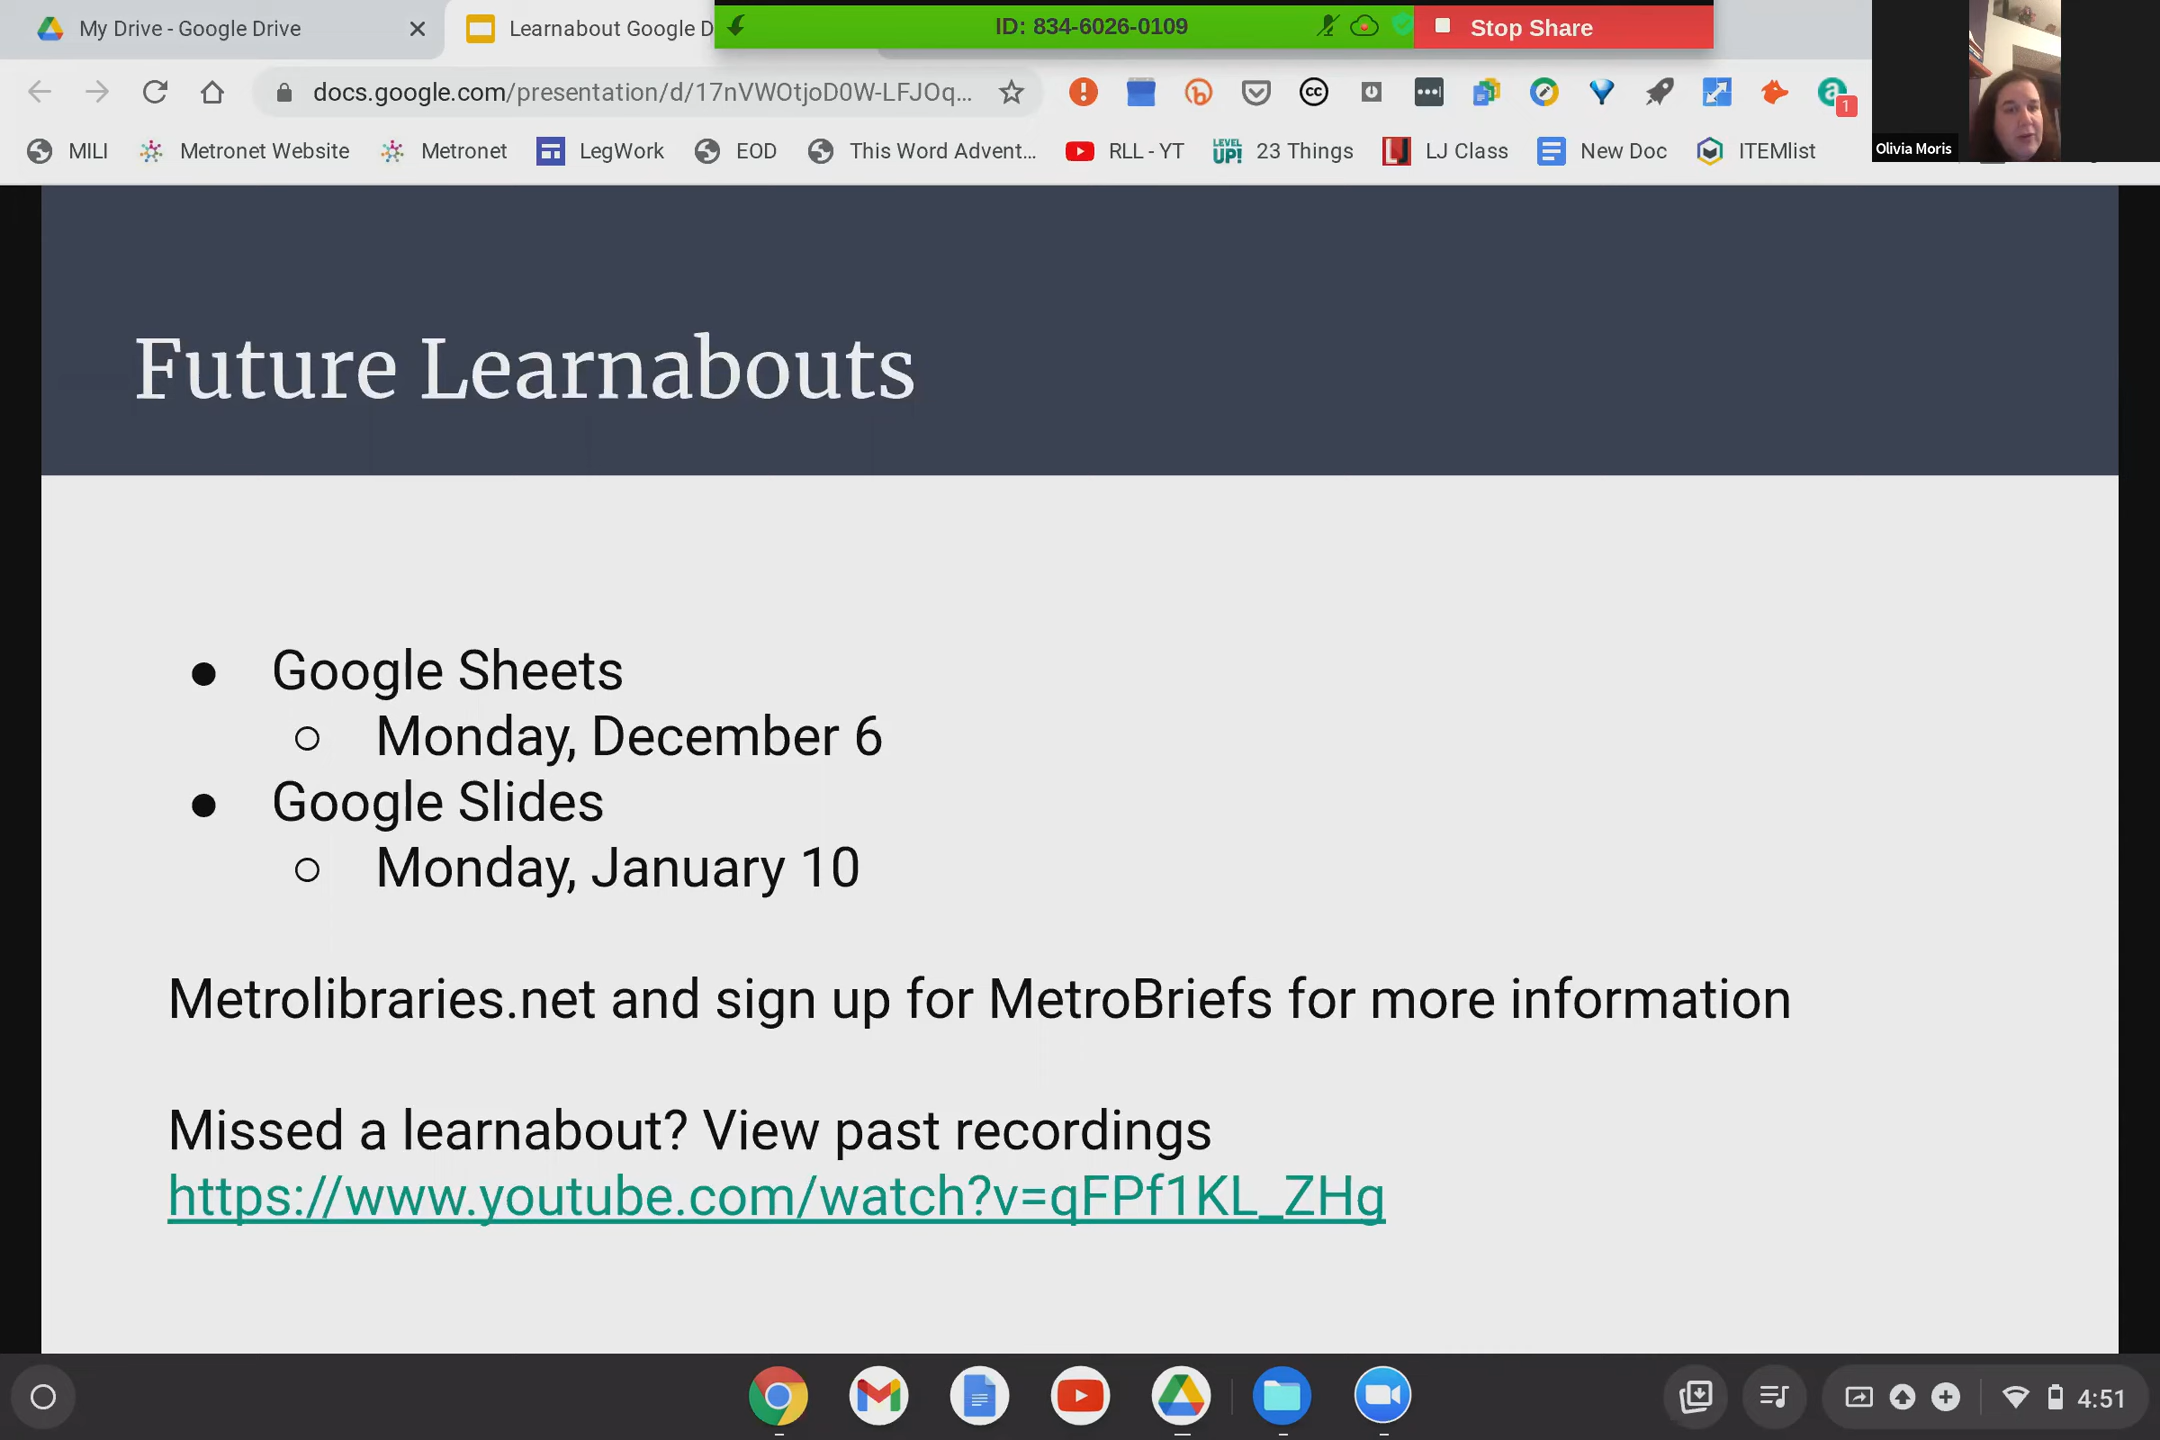 My Drive - Google Drive
Learnabout Google D
ID: 834-6026-0109
Stop Share
docs.google.com/presentation/d/17nVWOtjoD0W-LFJOq...
1
Olivia Moris
MILI
Metronet Website
Metronet
LegWork
EOD
This Word Advent...
RLL - YT
LEVEL UP!
23 Things
LJ Class
New Doc
ITEMlist
Future Learnabouts
● Google Sheets
○ Monday, December 6
● Google Slides
○ Monday, January 10
Metrolibraries.net and sign up for MetroBriefs for more information
Missed a learnabout? View past recordings
https://www.youtube.com/watch?v=qFPf1KL_ZHg
4:51